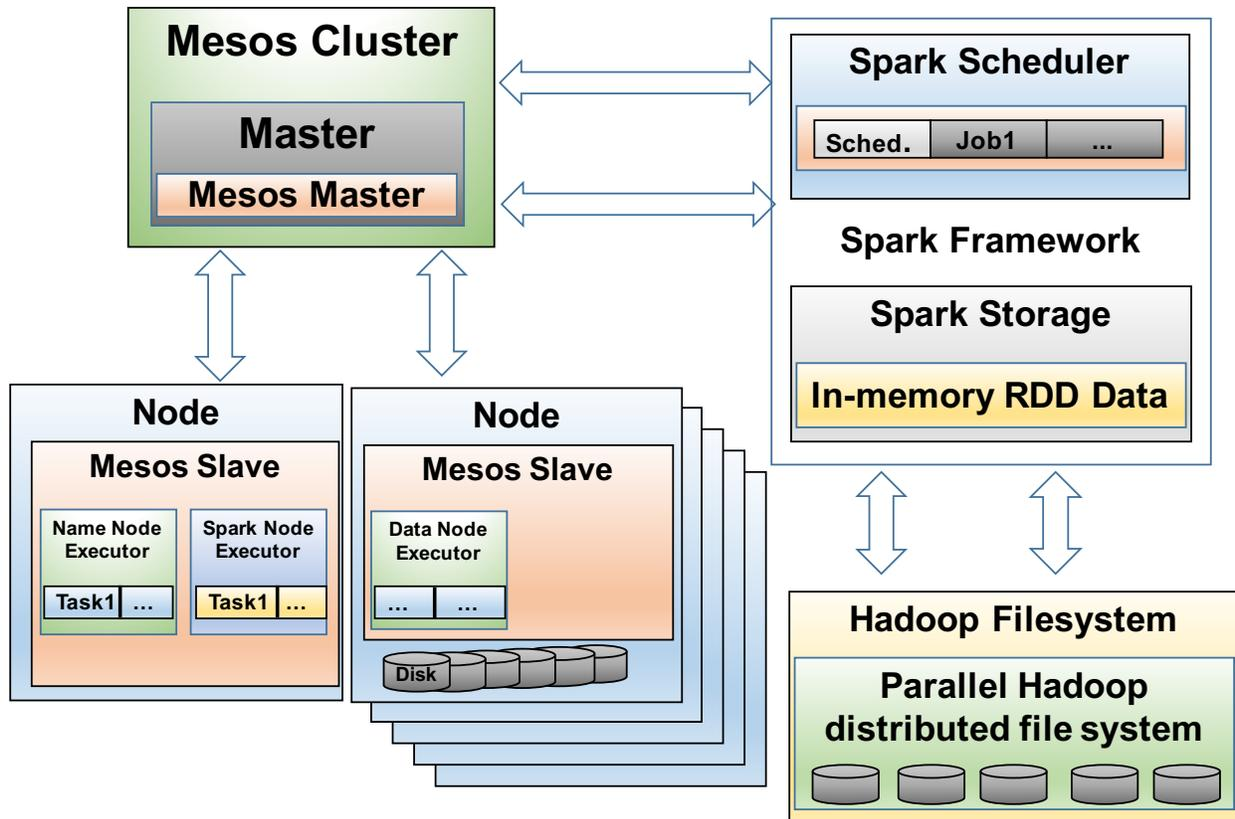 Mesos Cluster
Master
Mesos Master
Spark Scheduler
Sched.
Job1
...
Spark Framework
Spark Storage
In-memory RDD Data
Node
Mesos Slave
Name Node
Executor
Task1
...
Spark Node
Executor
Task1
...
Node
Mesos Slave
Data Node
Executor
...
...
Disk
Hadoop Filesystem
Parallel Hadoop
distributed file system